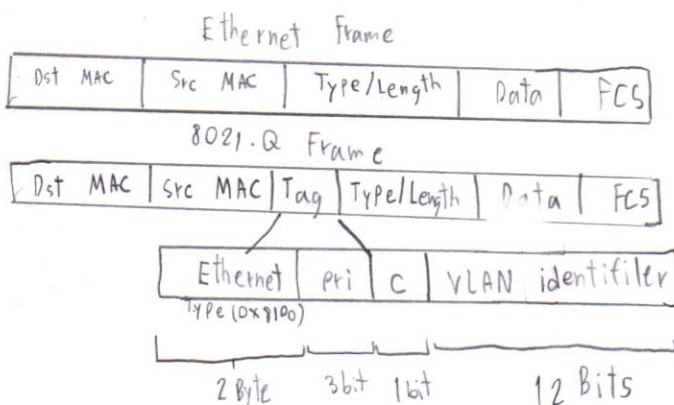 Ethernet Frame
Dst MAC Src MAC Type/Length Data FCS
8021.Q Frame
Dst MAC Src MAC Tag Type/Length Data FCS
Ethernet pri C VLAN identifiler
Type (0x8100)
2 Byte 3bit 1bit 12 Bits